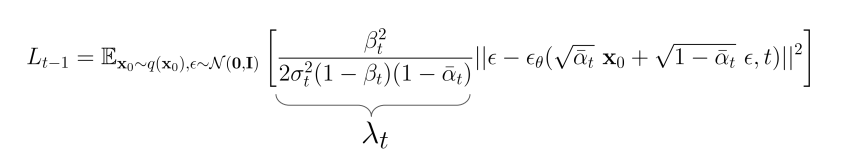 L_{t-1} = \mathbb{E}_{\mathbf{x}_0 \sim q(\mathbf{x}_0), \epsilon \sim \mathcal{N}(\mathbf{0}, \mathbf{I})} \left[ \frac{\beta_t^2}{2\sigma_t^2(1-\beta_t)(1-\bar{\alpha}_t)} ||\epsilon - \epsilon_\theta(\sqrt{\bar{\alpha}_t}\ \mathbf{x}_0 + \sqrt{1-\bar{\alpha}_t}\ \epsilon, t)||^2 \right]
\lambda_t